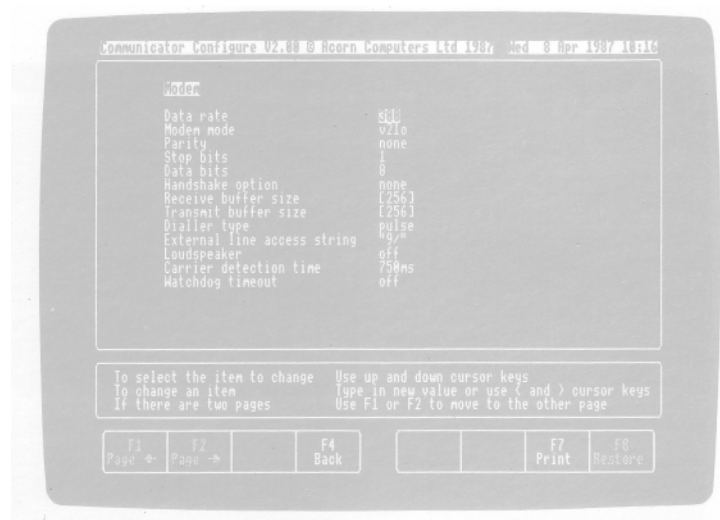 Communicator Configure V2.00 © Acorn Computers Ltd 1987 Wed 8 Apr 1987 10:16
Modem
Data rate 300
Modem mode v21o
Parity none
Stop bits 1
Data bits 8
Handshake option none
Receive buffer size [256]
Transmit buffer size [256]
Dialler type pulse
External line access string "9/"
Loudspeaker off
Carrier detection time 750ms
Watchdog timeout off
To select the item to change Use up and down cursor keys
To change an item Type in new value or use < and > cursor keys
If there are two pages Use F1 or F2 to move to the other page
F1 F2 F4 F7 F8
Page ← Page → Back Print Restore